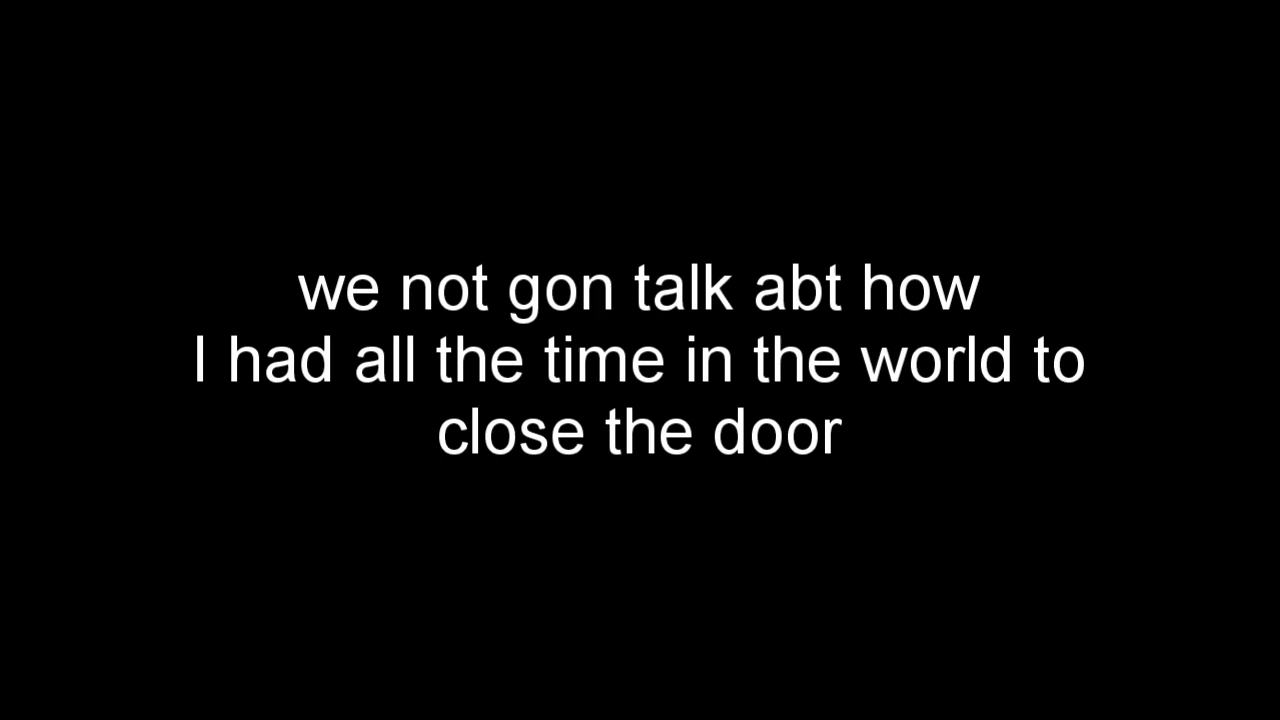 we not gon talk abt how
I had all the time in the world to
close the door